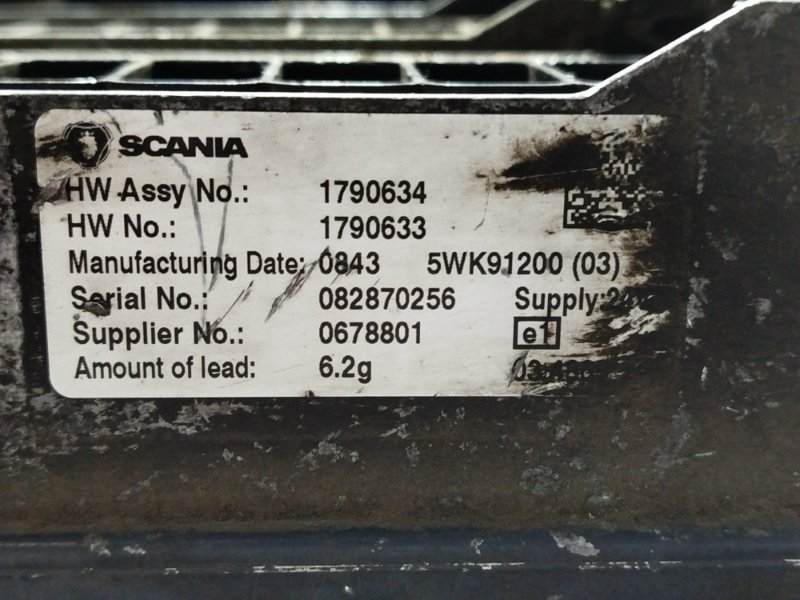 SCANIA
HW Assy No.: 1790634
HW No.: 1790633
Manufacturing Date: 0843 5WK91200 (03)
Serial No.: 082870256 Supply:
Supplier No.: 0678801 e1
Amount of lead: 6.2g